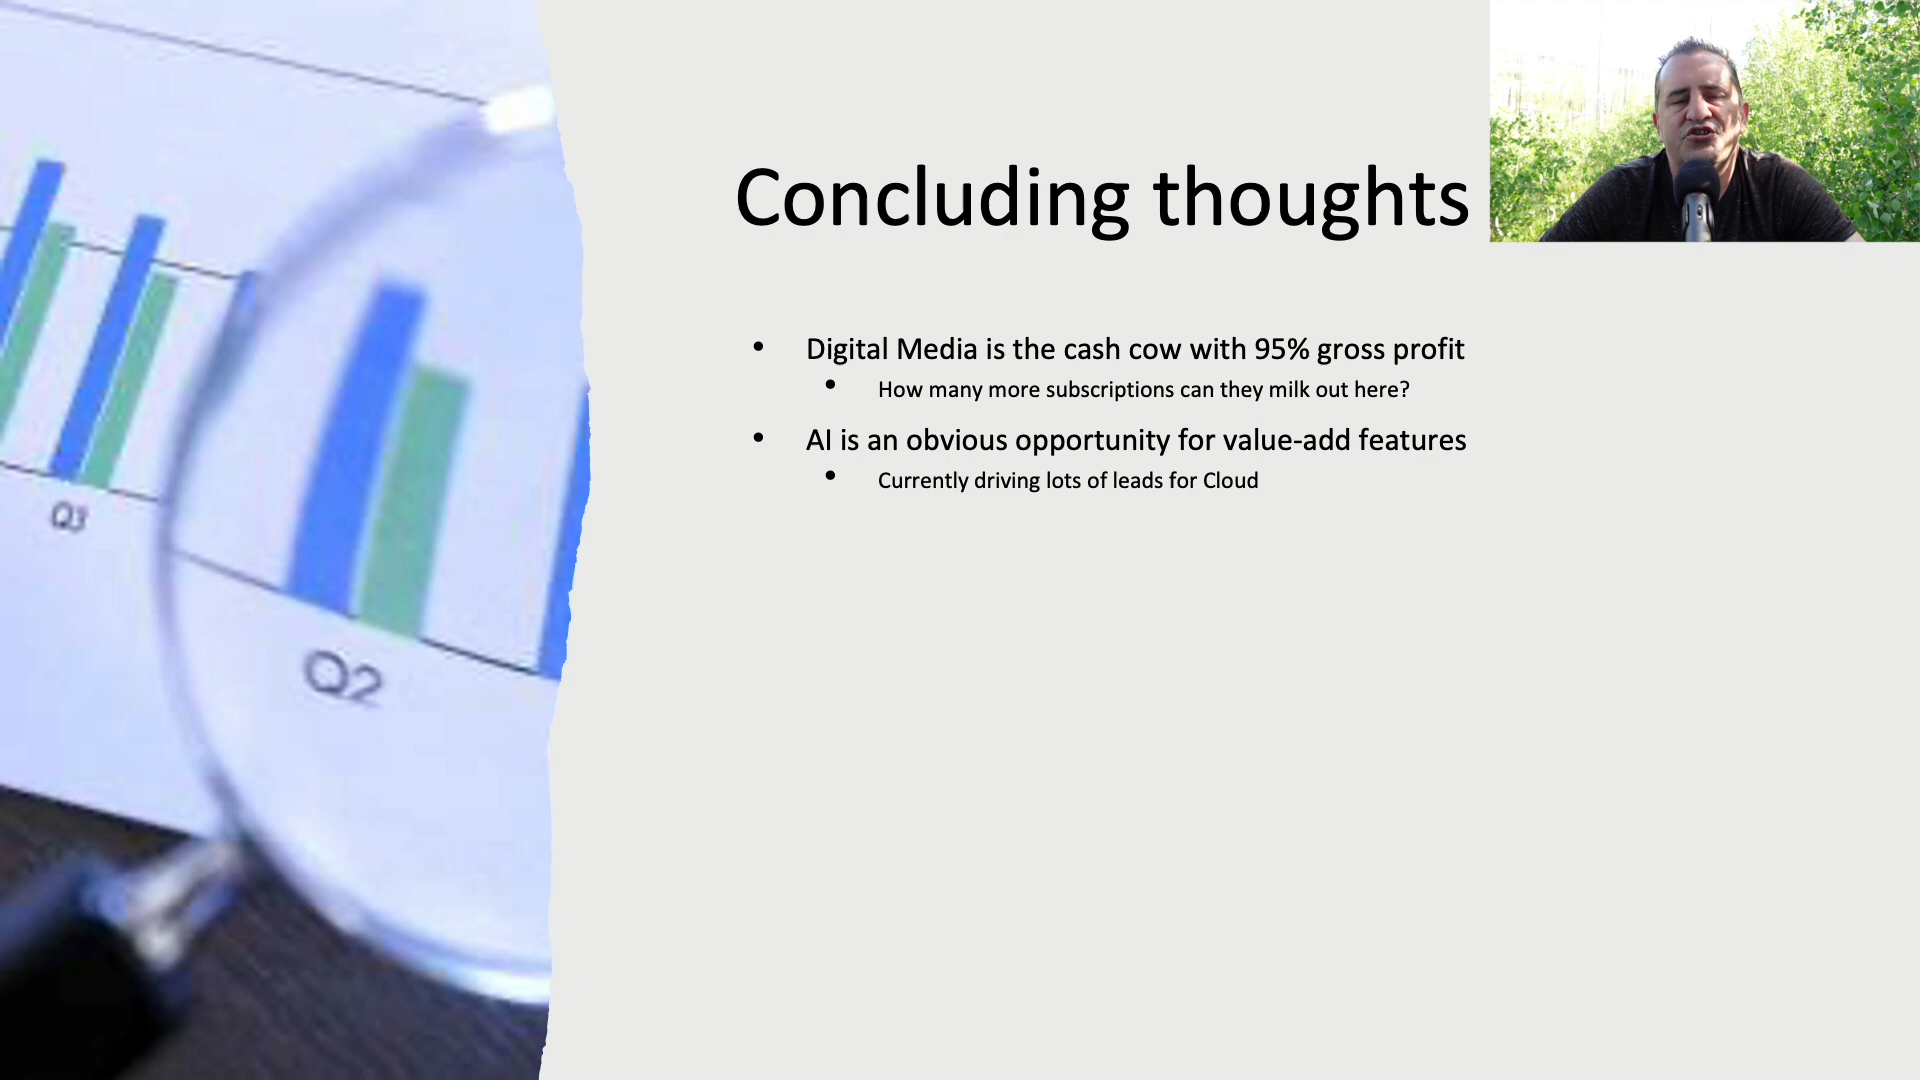 Concluding thoughts
• Digital Media is the cash cow with 95% gross profit
• How many more subscriptions can they milk out here?
• AI is an obvious opportunity for value-add features
• Currently driving lots of leads for Cloud
Q3
Q2